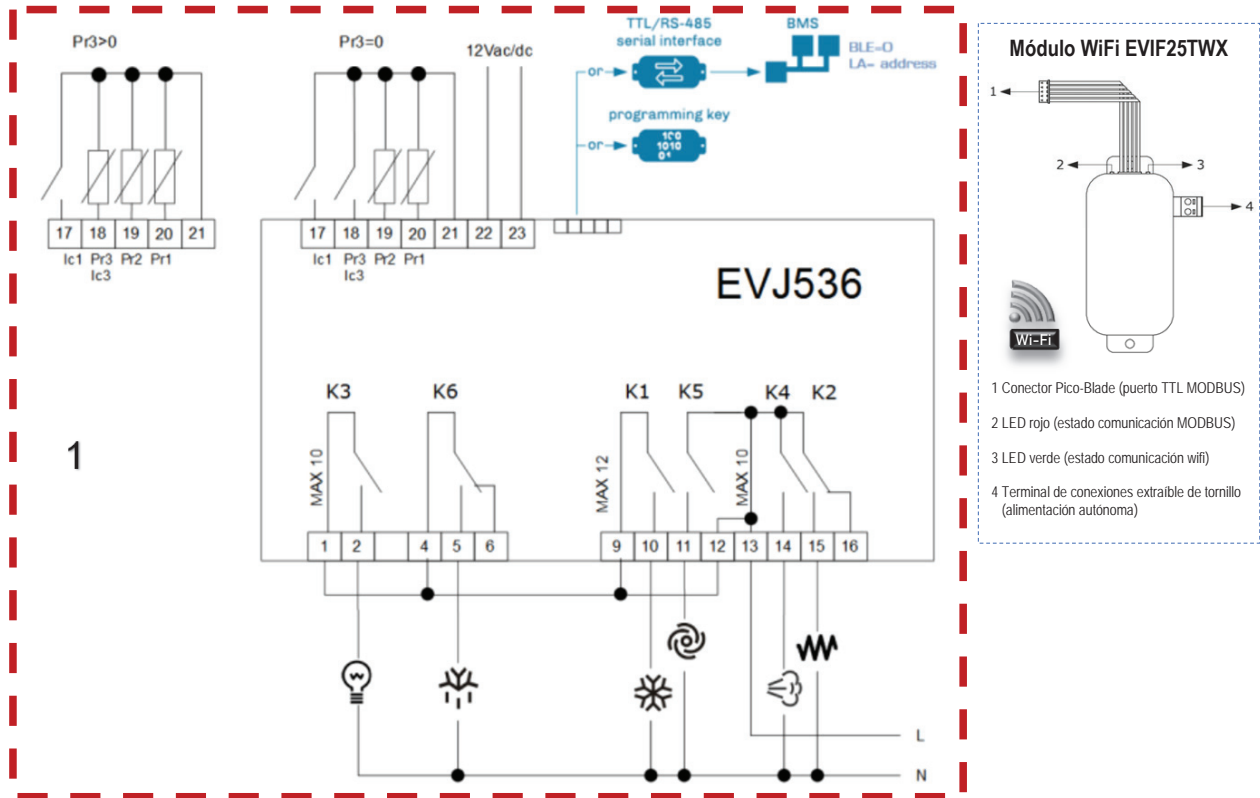 Pr3>0
17 18 19 20 21
Ic1 Pr3 Pr2 Pr1
Ic3
Pr3=0
12Vac/dc
17 18 19 20 21 22 23
Ic1 Pr3 Pr2 Pr1
Ic3
TTL/RS-485
serial interface
BMS
BLE=0
LA= address
or
programming key
or
100
1010
01
EVJ536
K3 K6 K1 K5 K4 K2
MAX 10 MAX 12 MAX 10
1
1 2 4 5 6 9 10 11 12 13 14 15 16
L
N
Módulo WiFi EVIF25TWX
1
2 3
4
Wi-Fi
1 Conector Pico-Blade (puerto TTL MODBUS)
2 LED rojo (estado comunicación MODBUS)
3 LED verde (estado comunicación wifi)
4 Terminal de conexiones extraíble de tornillo
(alimentación autónoma)